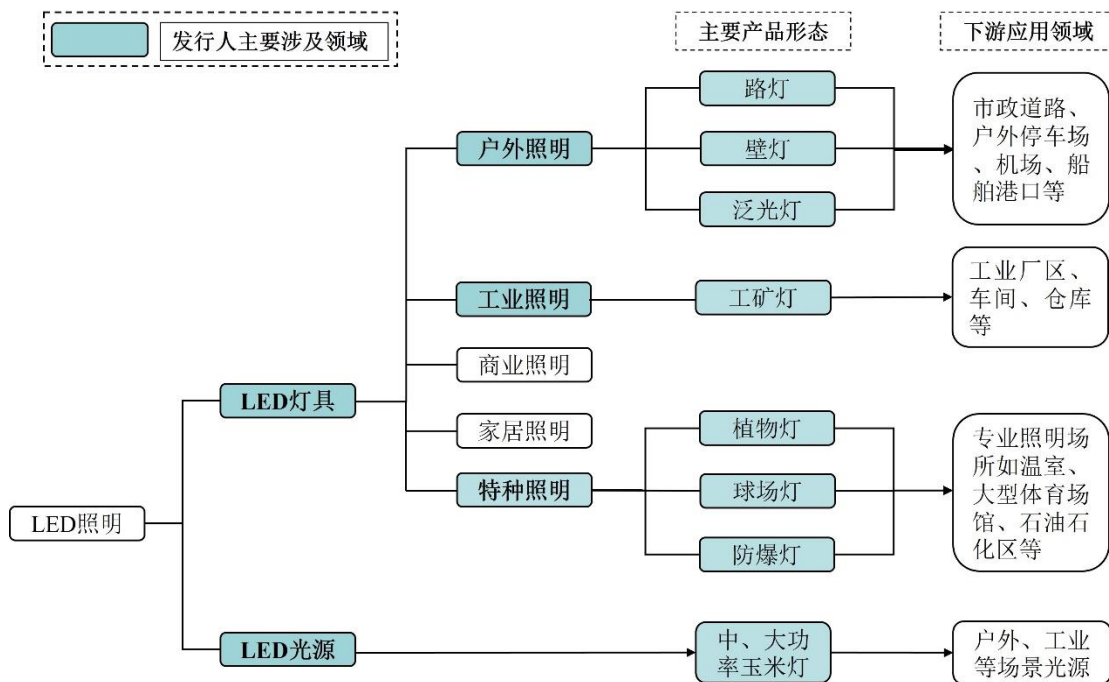 发行人主要涉及领域
主要产品形态
下游应用领域
路灯
户外照明
壁灯
泛光灯
市政道路、
户外停车场
、机场、船
舶港口等
工业照明
工矿灯
工业厂区、
车间、仓库
等
商业照明
LED灯具
家居照明
特种照明
植物灯
球场灯
防爆灯
专业照明场
所如温室、
大型体育场
馆、石油石
化区等
LED照明
LED光源
中、大功
率玉米灯
户外、工业
等场景光源